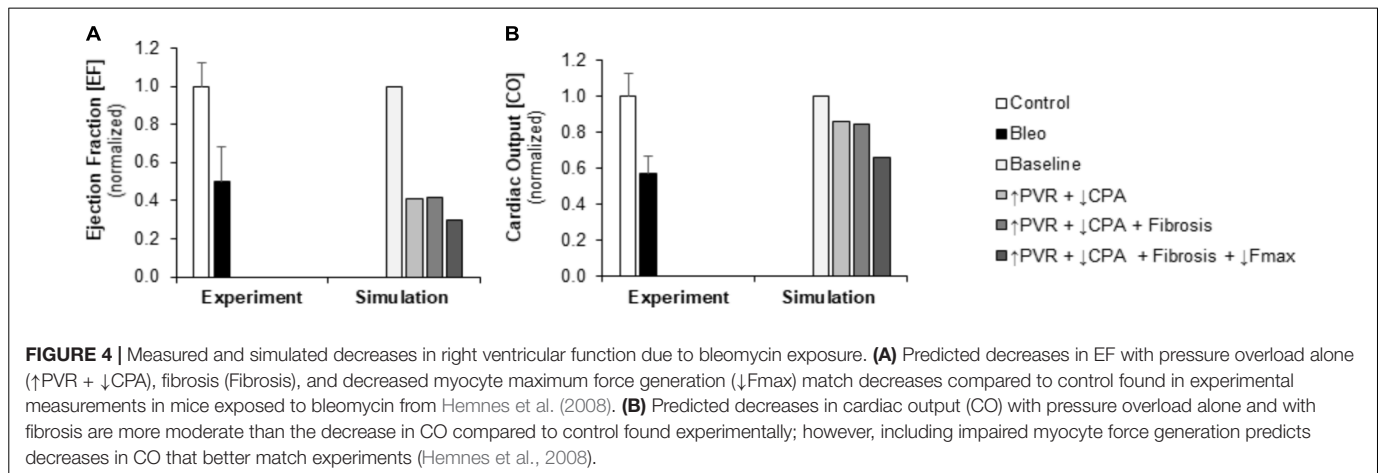 A
Ejection Fraction [EF]
(normalized)
1.2
1.0
0.8
0.6
0.4
0.2
0.0
Experiment
Simulation
B
Cardiac Output [CO]
(normalized)
1.2
1.0
0.8
0.6
0.4
0.2
0.0
Experiment
Simulation
Control
Bleo
Baseline
↑PVR + ↓CPA
↑PVR + ↓CPA + Fibrosis
↑PVR + ↓CPA + Fibrosis + ↓Fmax
FIGURE 4 | Measured and simulated decreases in right ventricular function due to bleomycin exposure. (A) Predicted decreases in EF with pressure overload alone
(↑PVR + ↓CPA), fibrosis (Fibrosis), and decreased myocyte maximum force generation (↓Fmax) match decreases compared to control found in experimental
measurements in mice exposed to bleomycin from Hemnes et al. (2008). (B) Predicted decreases in cardiac output (CO) with pressure overload alone and with
fibrosis are more moderate than the decrease in CO compared to control found experimentally; however, including impaired myocyte force generation predicts
decreases in CO that better match experiments (Hemnes et al., 2008).